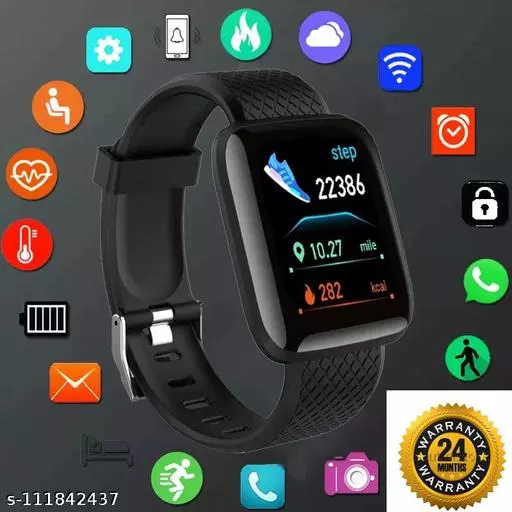 step
22386
10.27 mile
282 kcal
WARRANTY
24
MONTHS
WARRANTY
s-111842437